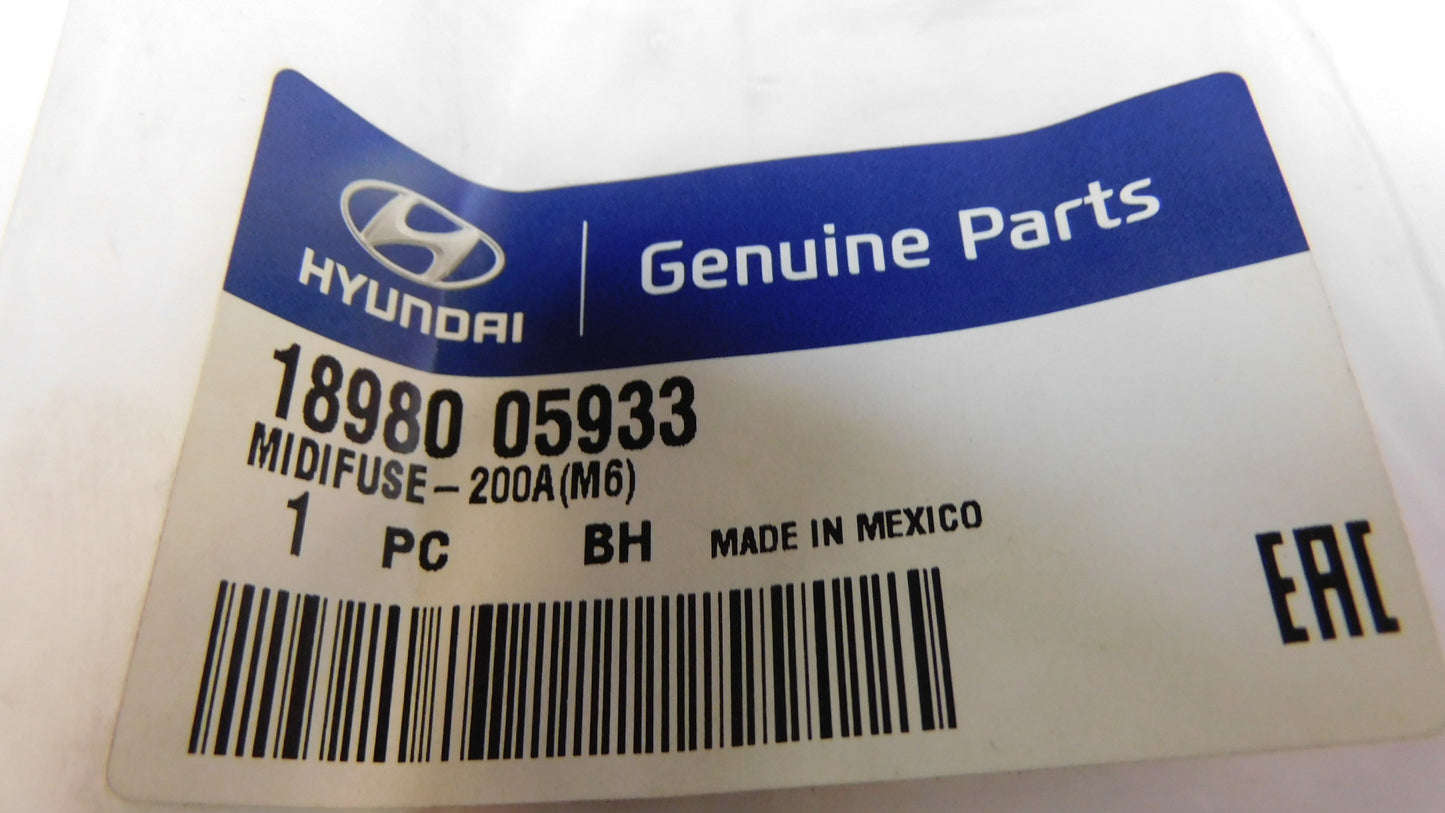 HYUNDAI
Genuine Parts
18980 05933
MIDIFUSE-200A(M6)
1 PC BH MADE IN MEXICO
EAC